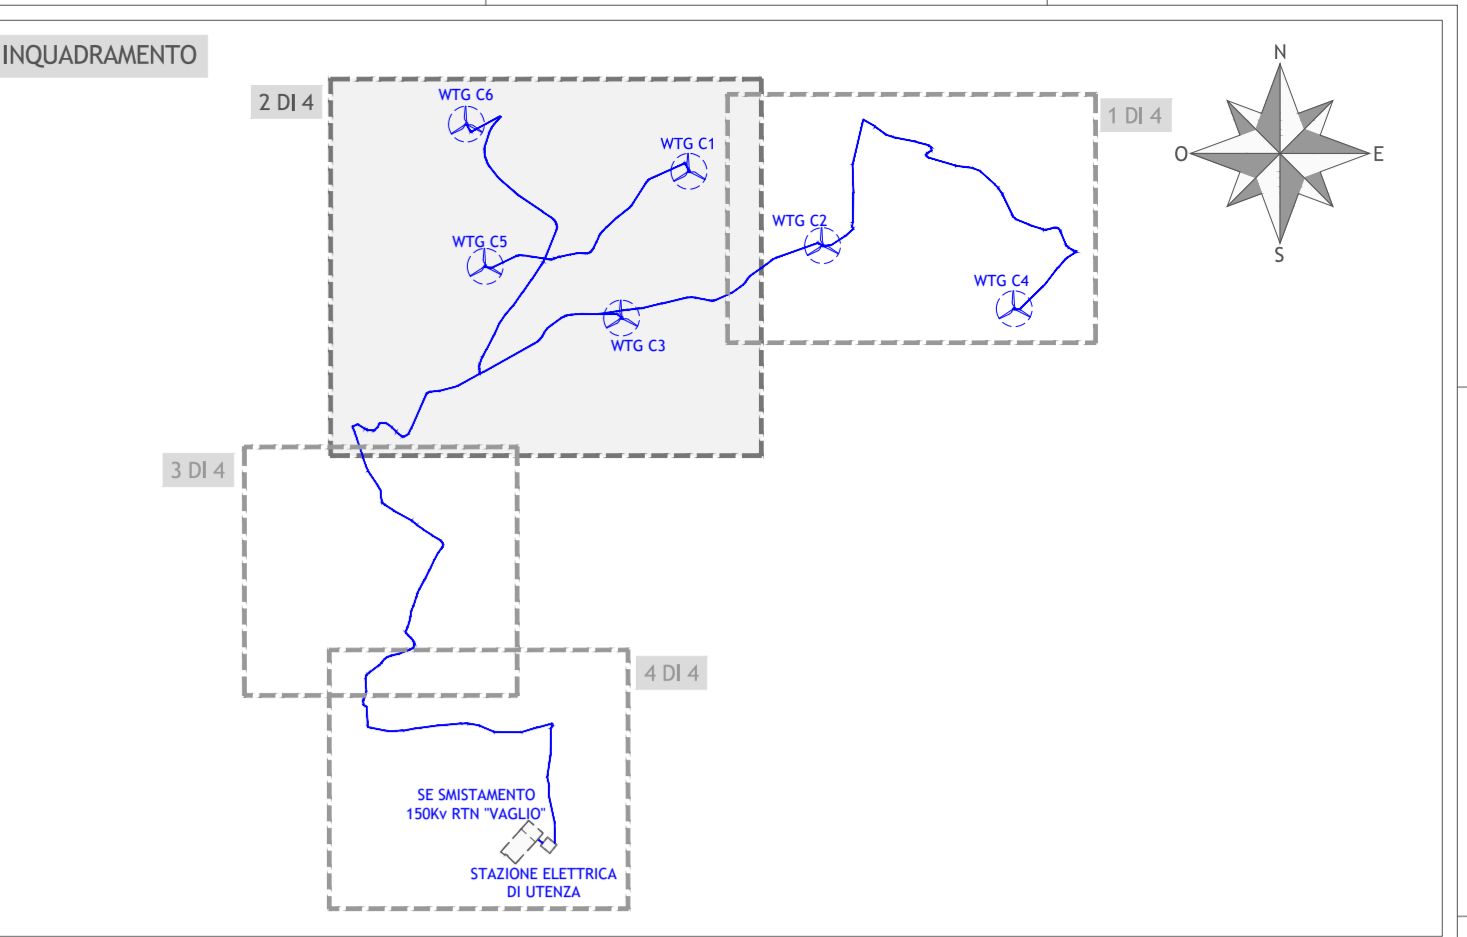 INQUADRAMENTO
N
2 DI 4
WTG C6
1 DI 4
WTG C1
O
E
WTG C2
WTG C5
S
WTG C4
WTG C3
3 DI 4
4 DI 4
SE SMISTAMENTO
150Kv RTN "VAGLIO"
STAZIONE ELETTRICA
DI UTENZA